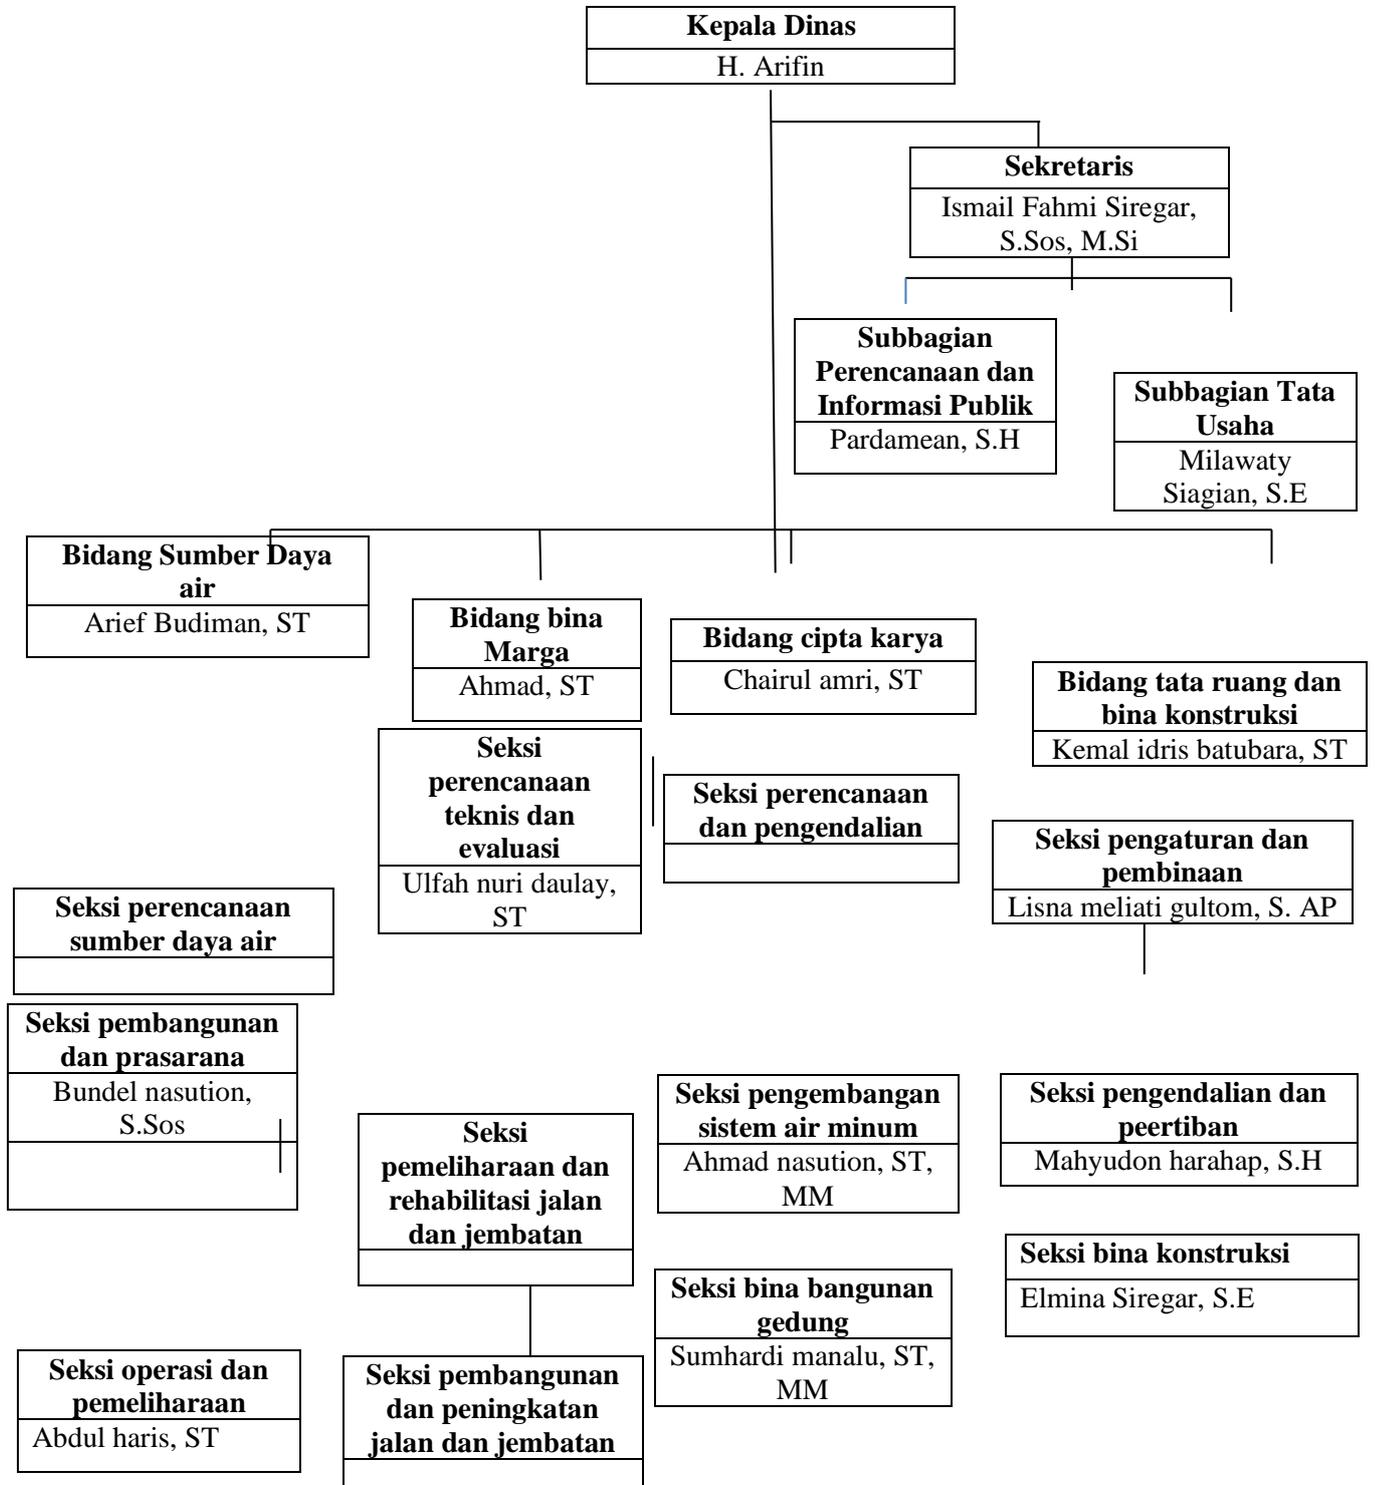 Kepala Dinas
H. Arifin
Sekretaris
Ismail Fahmi Siregar,
S.Sos, M.Si
Subbagian
Perencanaan dan
Informasi Publik
Pardamean, S.H
Subbagian Tata
Usaha
Milawaty
Siagian, S.E
Bidang Sumber Daya
air
Arief Budiman, ST
Bidang bina
Marga
Ahmad, ST
Bidang cipta karya
Chairul amri, ST
Bidang tata ruang dan
bina konstruksi
Kemal idris batubara, ST
Seksi
perencanaan
teknis dan
evaluasi
Ulfah nuri daulay,
ST
Seksi perencanaan
dan pengendalian
Seksi pengaturan dan
pembinaan
Lisna meliati gultom, S. AP
Seksi perencanaan
sumber daya air
Seksi pembangunan
dan prasarana
Bundel nasution,
S.Sos
Seksi
pemeliharaan dan
rehabilitasi jalan
dan jembatan
Seksi pengembangan
sistem air minum
Ahmad nasution, ST,
MM
Seksi pengendalian dan
peertiban
Mahyudon harahap, S.H
Seksi bina bangunan
gedung
Sumhardi manalu, ST,
MM
Seksi bina konstruksi
Elmina Siregar, S.E
Seksi operasi dan
pemeliharaan
Abdul haris, ST
Seksi pembangunan
dan peningkatan
jalan dan jembatan